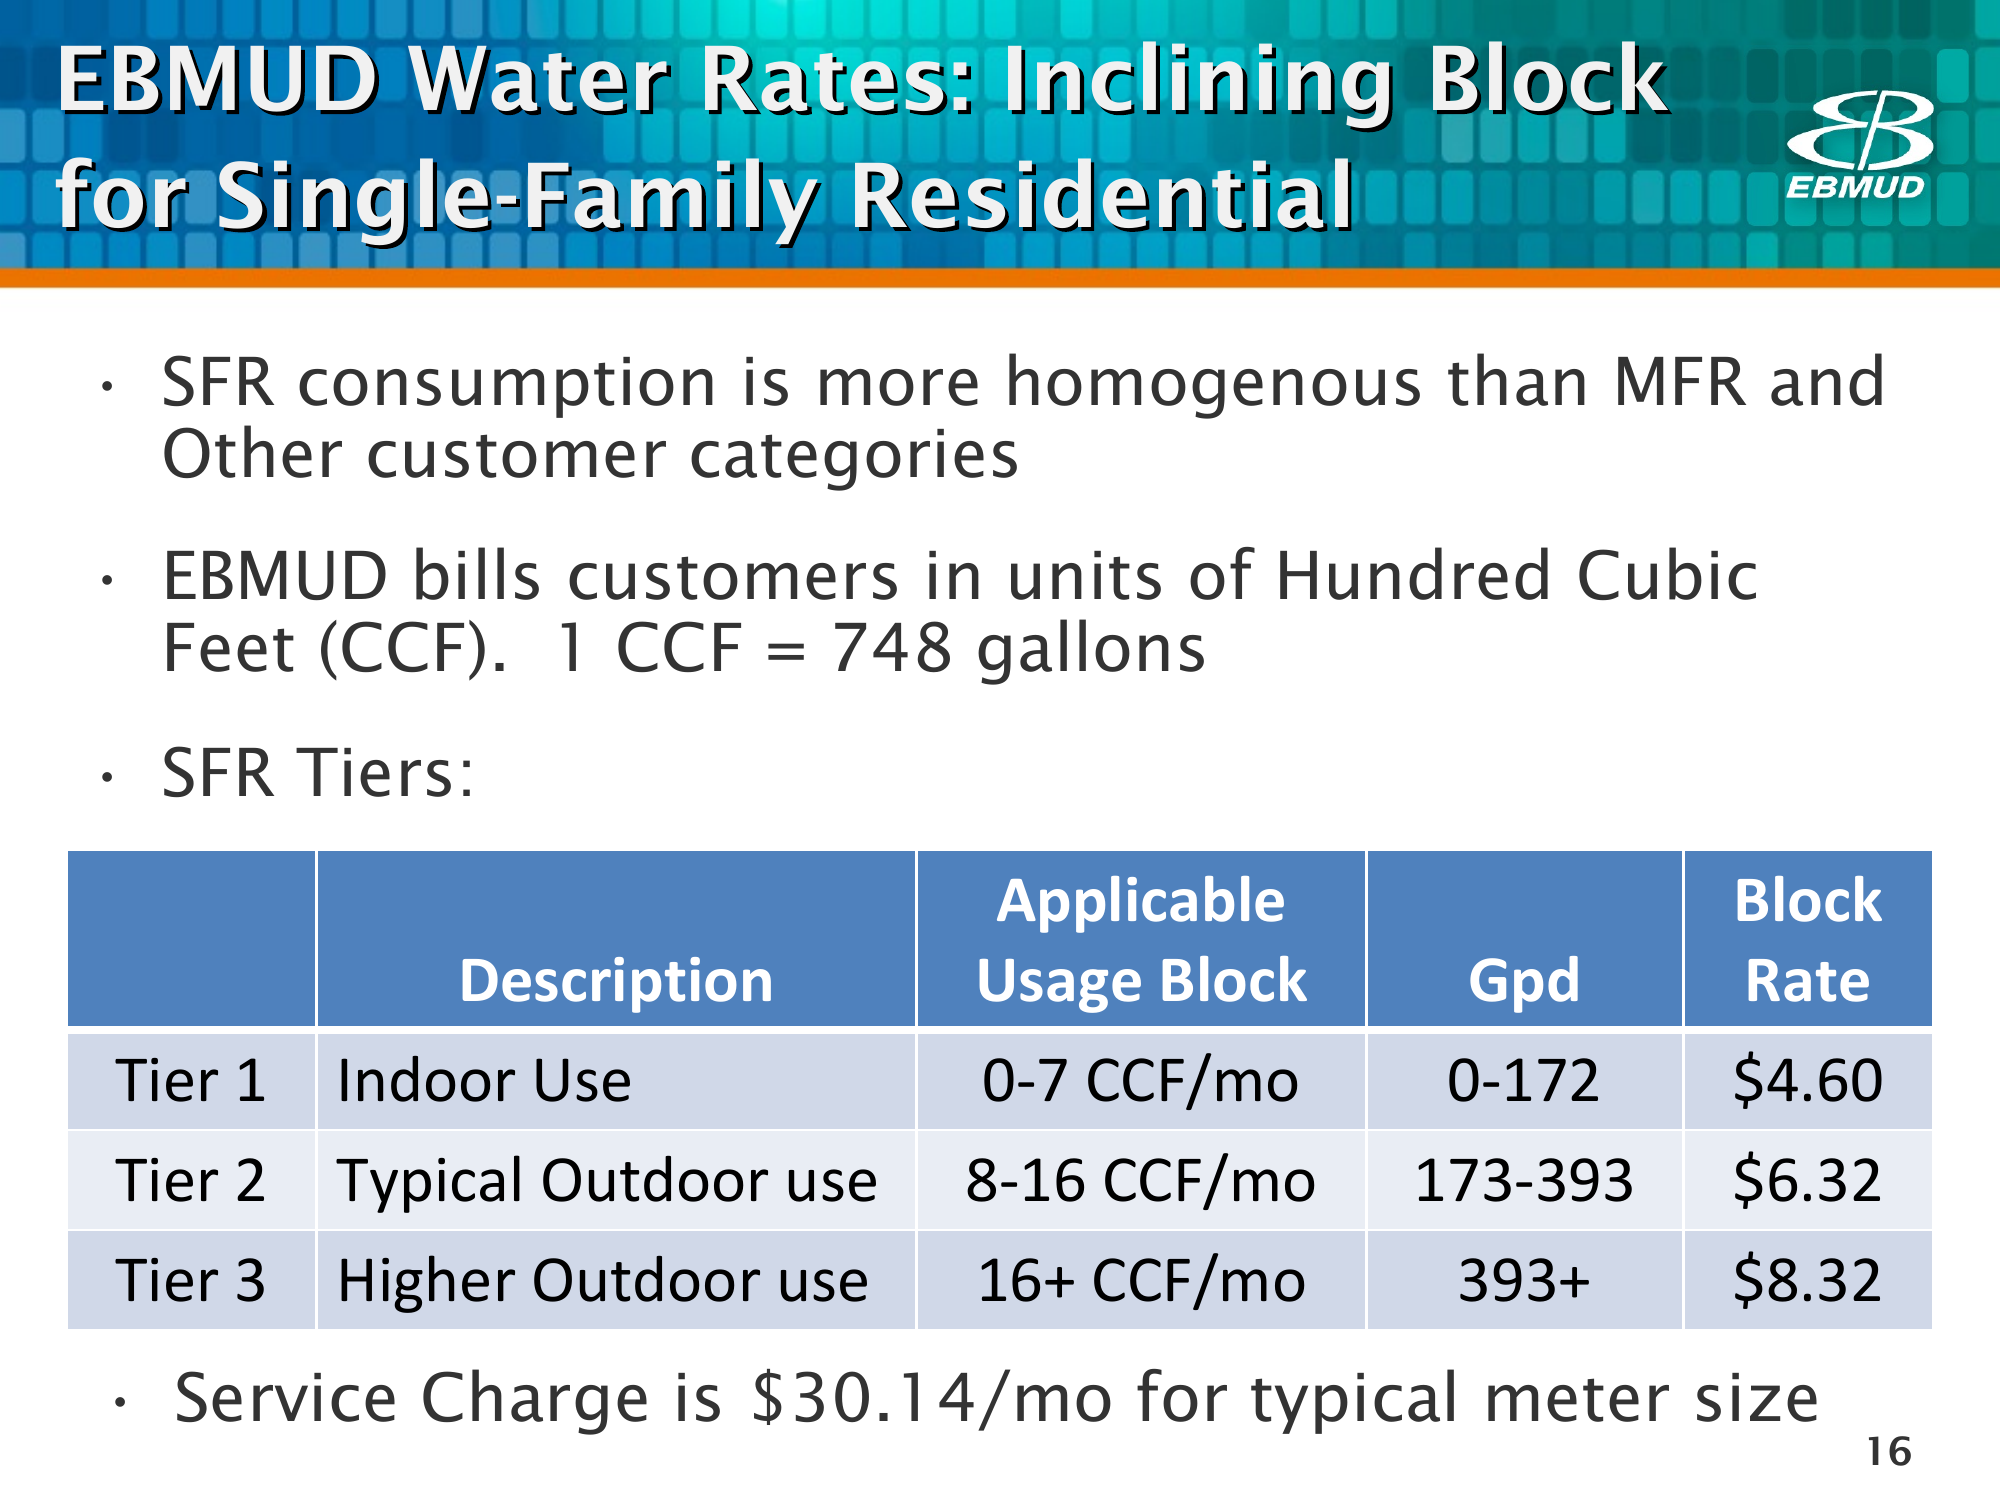 EBMUD Water Rates: Inclining Block
for Single-Family Residential
EBMUD
• SFR consumption is more homogenous than MFR and
Other customer categories
• EBMUD bills customers in units of Hundred Cubic
Feet (CCF).  1 CCF = 748 gallons
• SFR Tiers:
Description Applicable Usage Block Gpd Block Rate
Tier 1 Indoor Use 0-7 CCF/mo 0-172 $4.60
Tier 2 Typical Outdoor use 8-16 CCF/mo 173-393 $6.32
Tier 3 Higher Outdoor use 16+ CCF/mo 393+ $8.32
• Service Charge is $30.14/mo for typical meter size
16